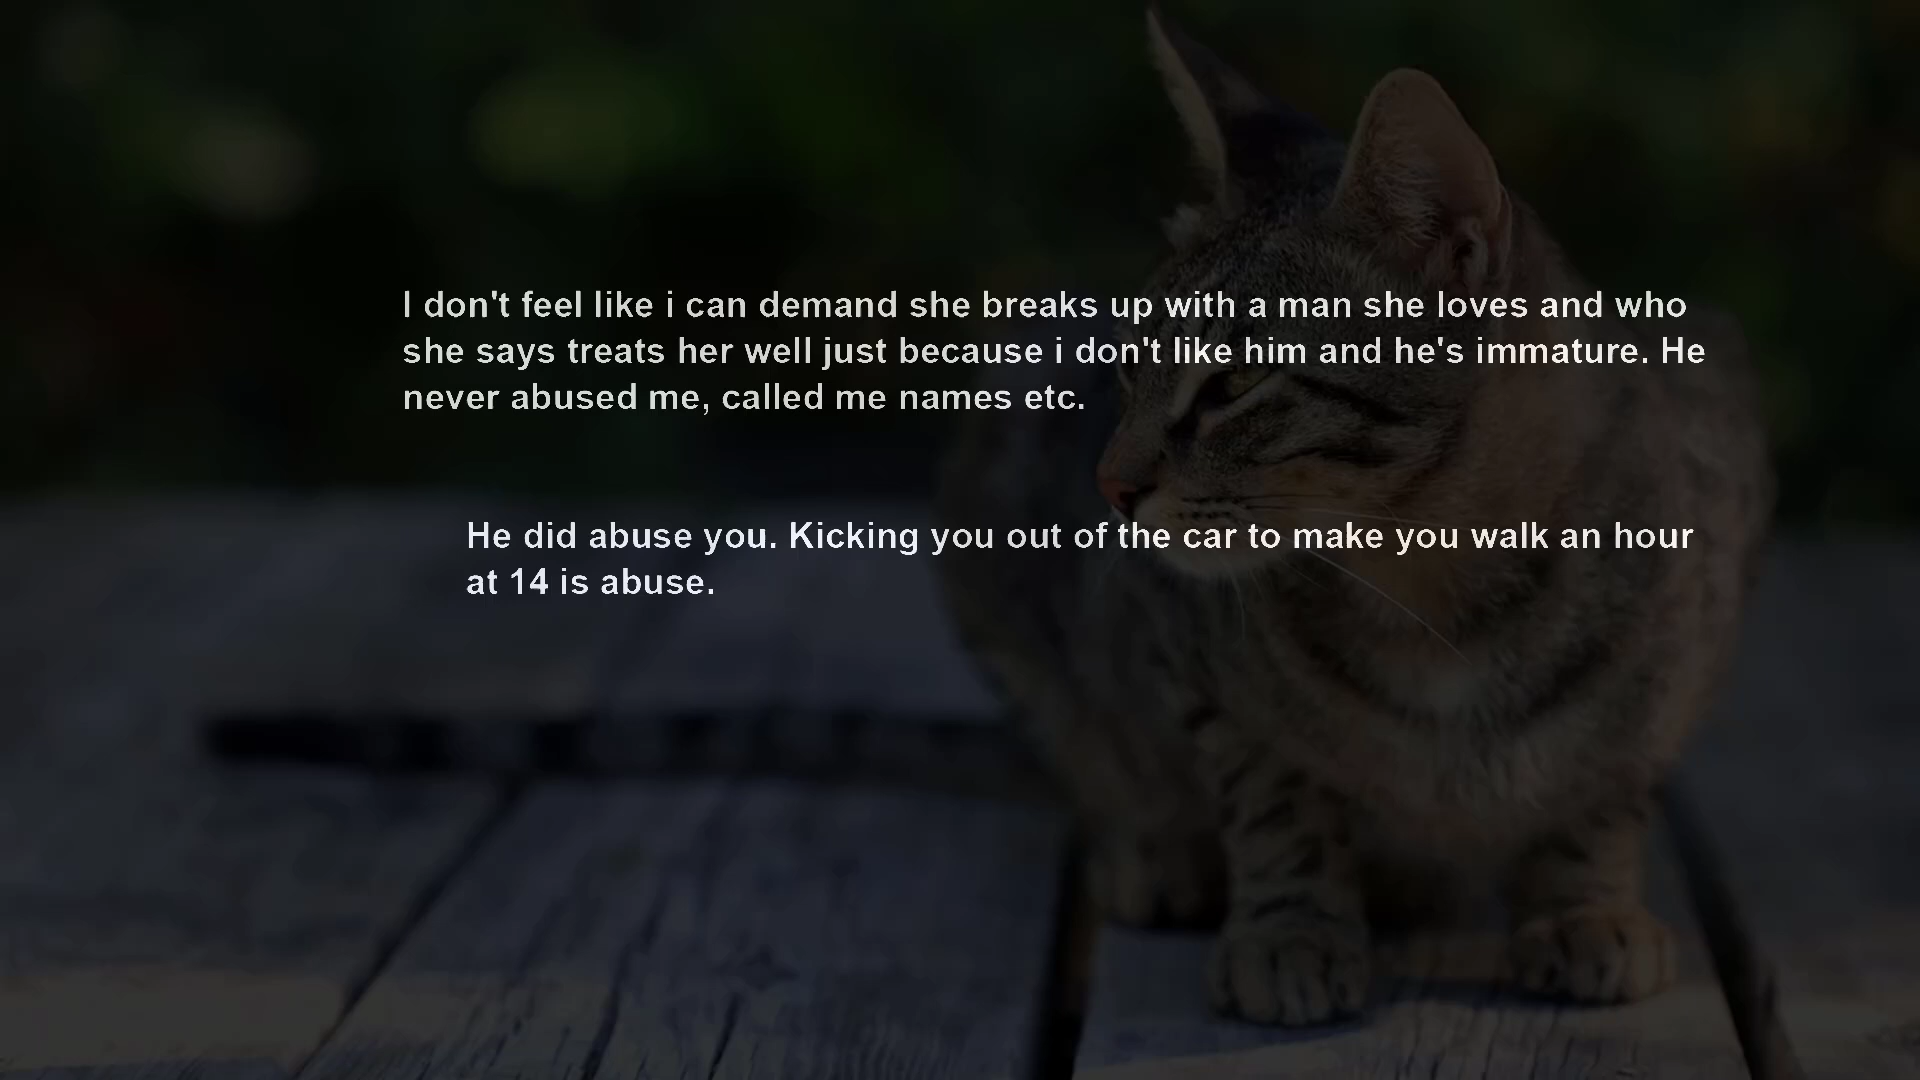 I don't feel like i can demand she breaks up with a man she loves and who
she says treats her well just because i don't like him and he's immature. He
never abused me, called me names etc.
He did abuse you. Kicking you out of the car to make you walk an hour
at 14 is abuse.